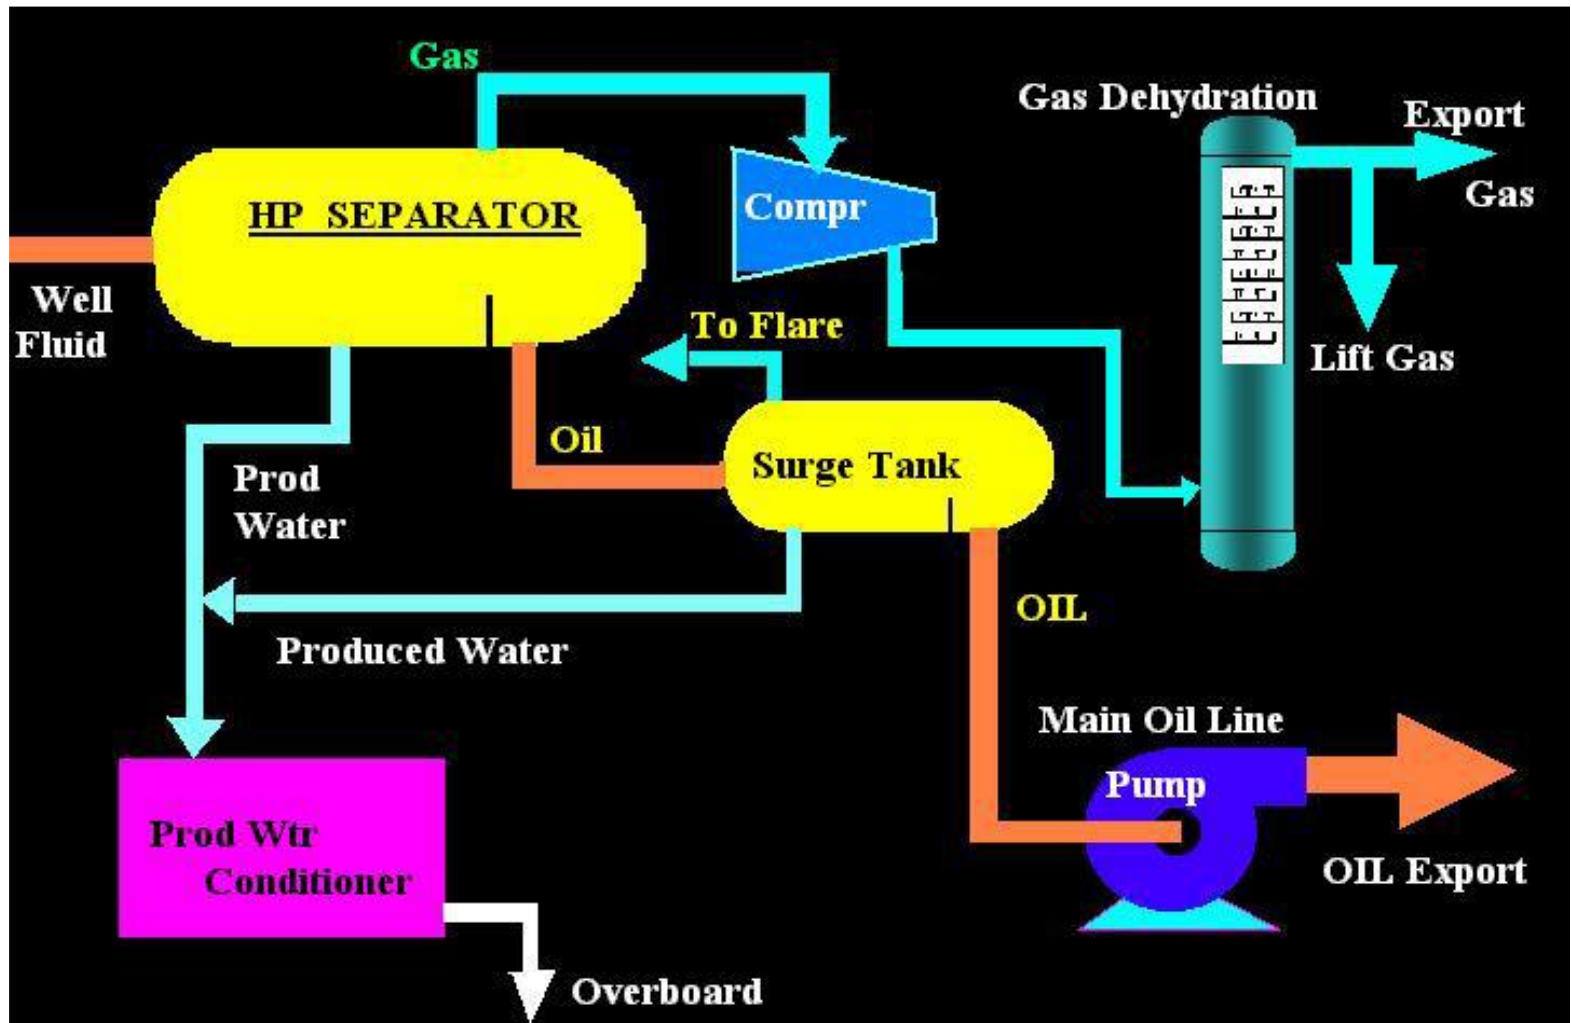 Gas
Gas Dehydration
Export
Gas
HP SEPARATOR
Compr
Well
Fluid
To Flare
Lift Gas
Oil
Surge Tank
Prod
Water
OIL
Produced Water
Main Oil Line
Pump
Prod Wtr
Conditioner
OIL Export
Overboard